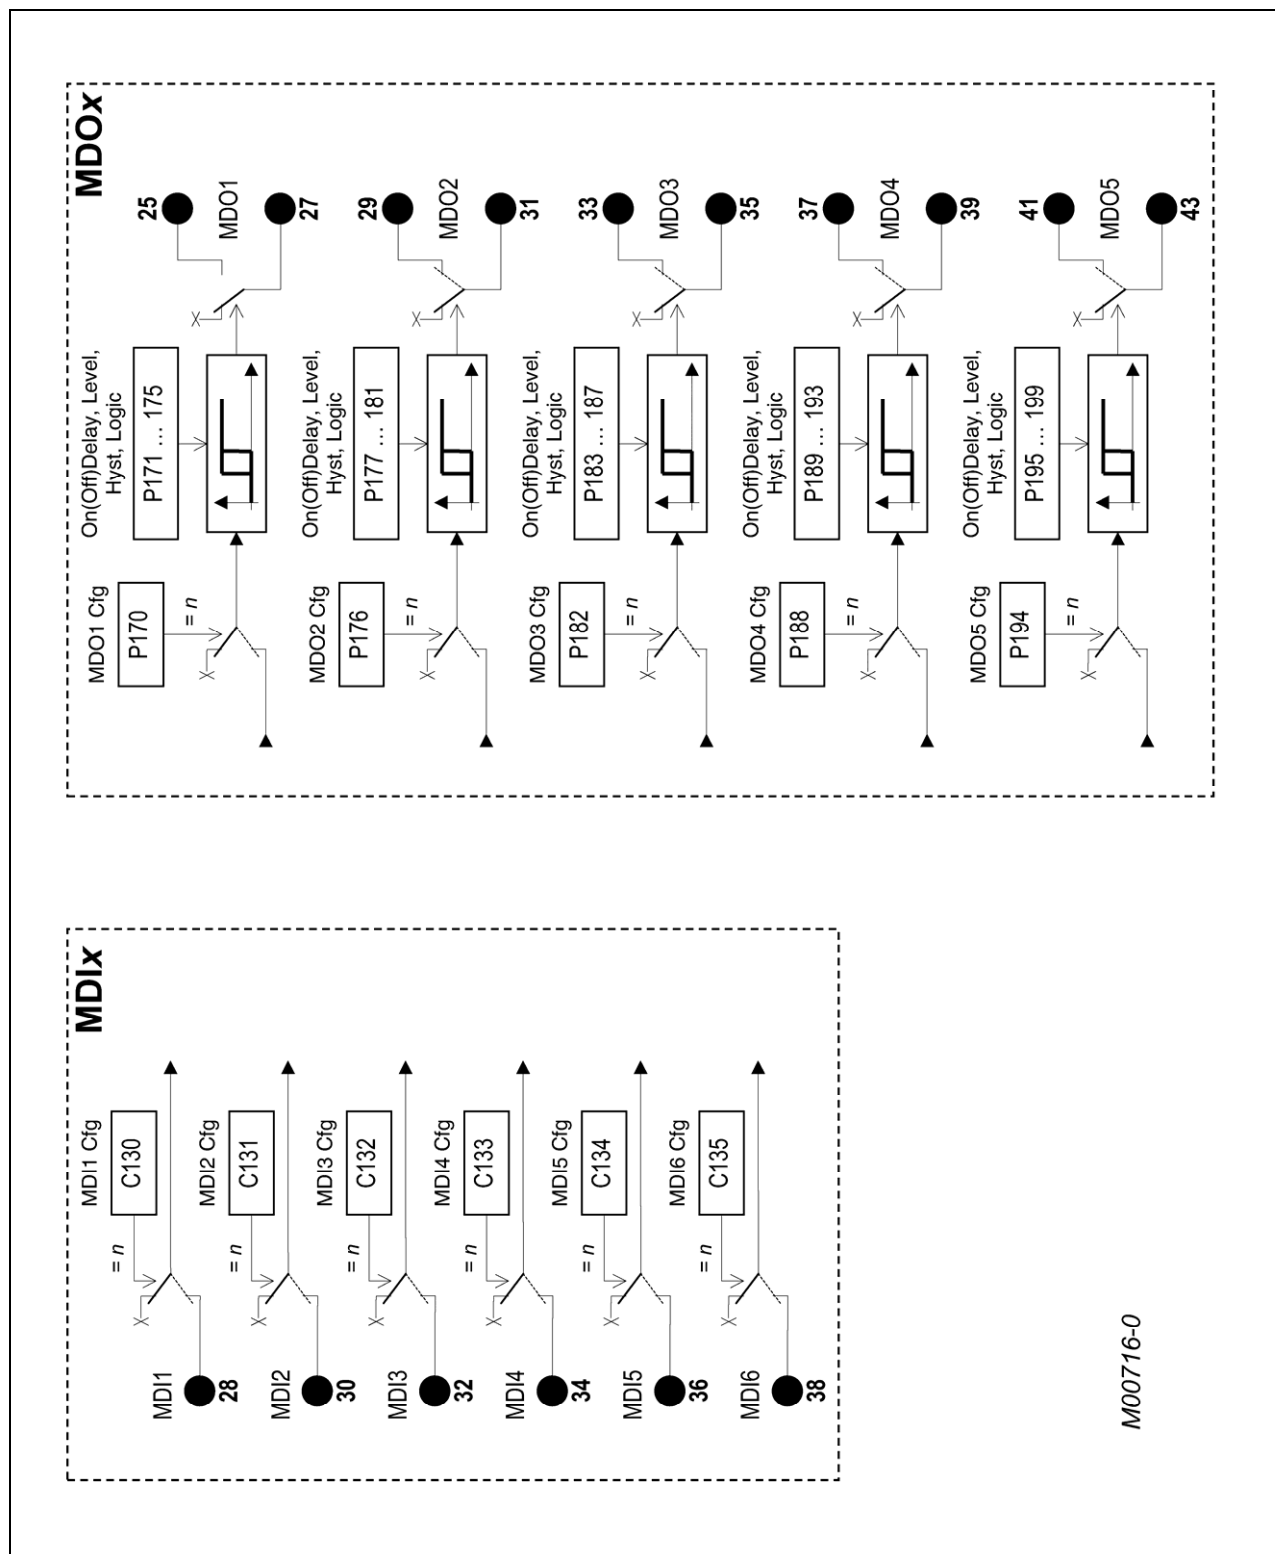 MDIx
MDI1 Cfg
C130
= n
X
MDI1
28
MDI2 Cfg
C131
= n
X
MDI2
30
MDI3 Cfg
C132
= n
X
MDI3
32
MDI4 Cfg
C133
= n
X
MDI4
34
MDI5 Cfg
C134
= n
X
MDI5
36
MDI6 Cfg
C135
= n
X
MDI6
38
MDOx
MDO1 Cfg
P170
= n
X
On(Off)Delay, Level,
Hyst, Logic
P171 ... 175
X
25
MDO1
27
MDO2 Cfg
P176
= n
X
On(Off)Delay, Level,
Hyst, Logic
P177 ... 181
X
29
MDO2
31
MDO3 Cfg
P182
= n
X
On(Off)Delay, Level,
Hyst, Logic
P183 ... 187
X
33
MDO3
35
MDO4 Cfg
P188
= n
X
On(Off)Delay, Level,
Hyst, Logic
P189 ... 193
X
37
MDO4
39
MDO5 Cfg
P194
= n
X
On(Off)Delay, Level,
Hyst, Logic
P195 ... 199
X
41
MDO5
43
M00716-0